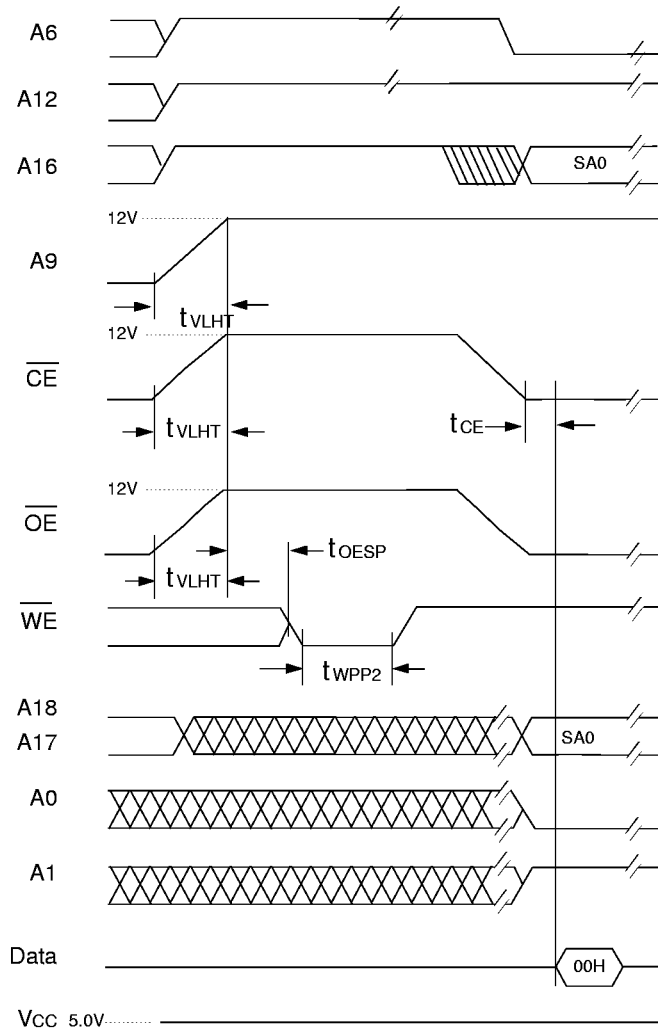 A6
A12
A16 SA0
12V
A9
tVLHT
12V
CE
tVLHT tCE
12V
OE
tOESP
tVLHT
WE
tWPP2
A18
A17 SA0
A0
A1
Data 00H
VCC 5.0V